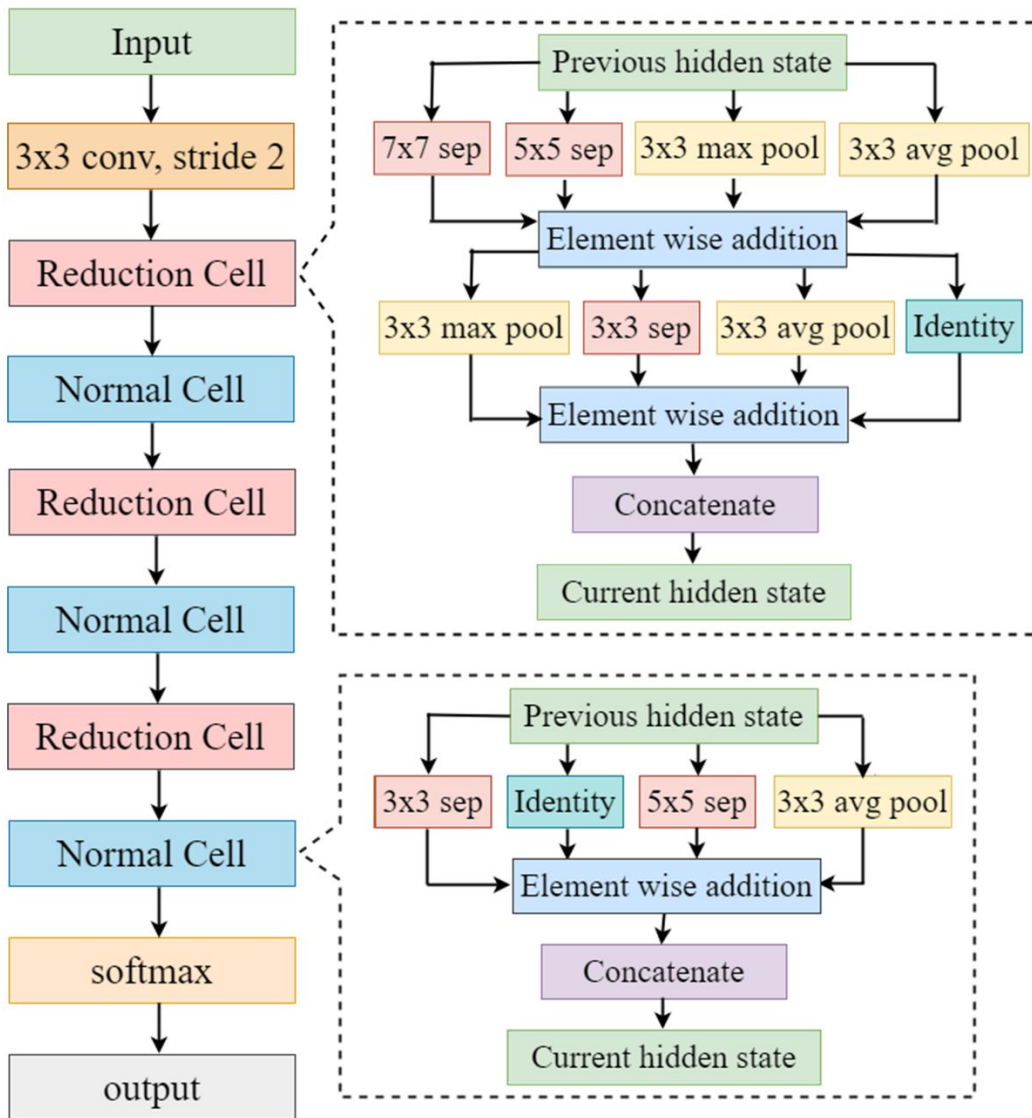 Input
3x3 conv, stride 2
Reduction Cell
Normal Cell
Reduction Cell
Normal Cell
Reduction Cell
Normal Cell
softmax
output
Previous hidden state
7x7 sep
5x5 sep
3x3 max pool
3x3 avg pool
Element wise addition
3x3 max pool
3x3 sep
3x3 avg pool
Identity
Element wise addition
Concatenate
Current hidden state
Previous hidden state
3x3 sep
Identity
5x5 sep
3x3 avg pool
Element wise addition
Concatenate
Current hidden state